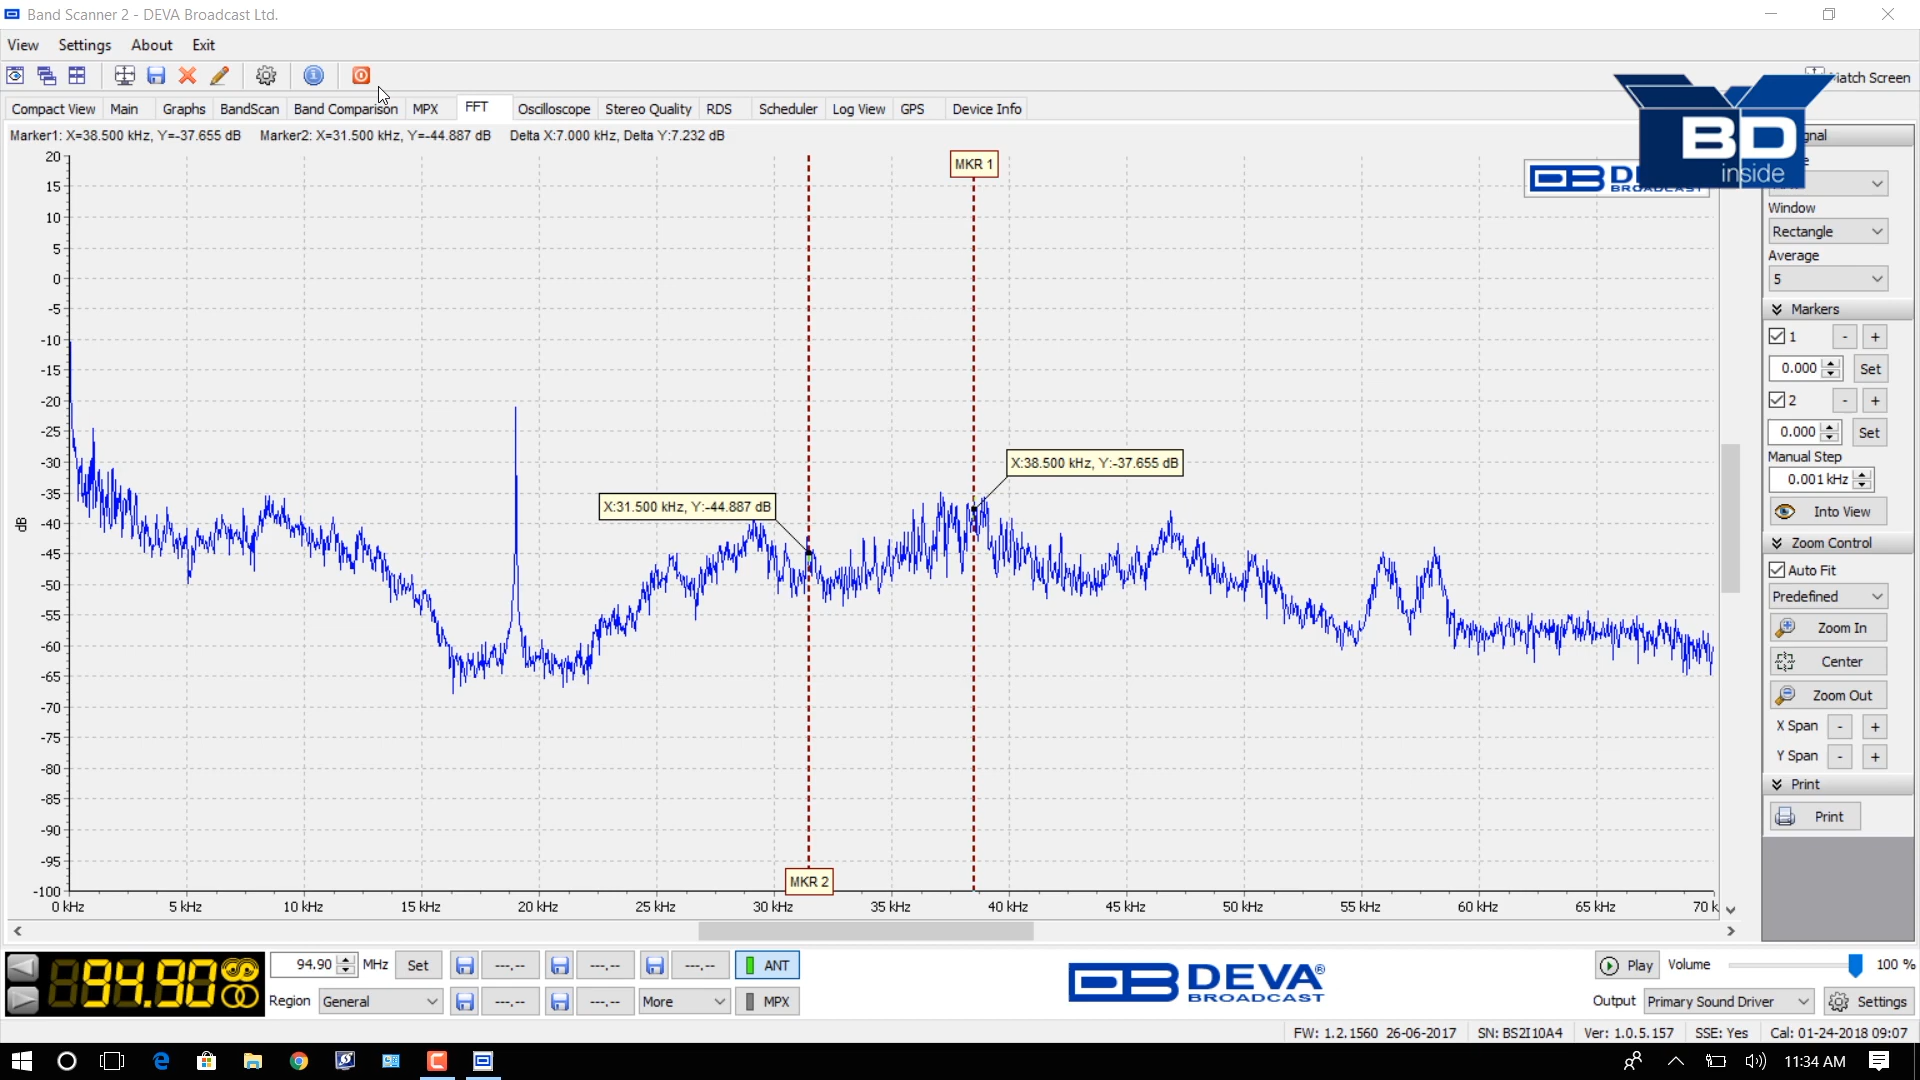 Band Scanner 2 - DEVA Broadcast Ltd.
View Settings About Exit
atch Screen
Compact View Main Graphs BandScan Band Comparison MPX FFT Oscilloscope Stereo Quality RDS Scheduler Log View GPS Device Info
Marker1: X=38.500 kHz, Y=-37.655 dB Marker2: X=31.500 kHz, Y=-44.887 dB Delta X:7.000 kHz, Delta Y:7.232 dB
BD
inside
DEVA
BROADCAST
MKR 1
20
15
10
5
0
-5
-10
-15
-20
-25
-30
-35
-40
-45
-50
-55
-60
-65
-70
-75
-80
-85
-90
-95
-100
dB
X:38.500 kHz, Y:-37.655 dB
X:31.500 kHz, Y:-44.887 dB
MKR 2
0 kHz 5 kHz 10 kHz 15 kHz 20 kHz 25 kHz 30 kHz 35 kHz 40 kHz 45 kHz 50 kHz 55 kHz 60 kHz 65 kHz 70 k
Window
Rectangle
Average
5
Markers
1 - +
0.000 Set
2 - +
0.000 Set
Manual Step
0.001 kHz
Into View
Zoom Control
Auto Fit
Predefined
Zoom In
Center
Zoom Out
X Span - +
Y Span - +
Print
Print
94.90
94.90 MHz Set ---.-- ---.-- ---.-- ANT
Region General ---.-- ---.-- More MPX
DEVA®
BROADCAST
Play Volume 100 %
Output Primary Sound Driver Settings
FW: 1.2.1560 26-06-2017 SN: BS2I10A4 Ver: 1.0.5.157 SSE: Yes Cal: 01-24-2018 09:07
11:34 AM